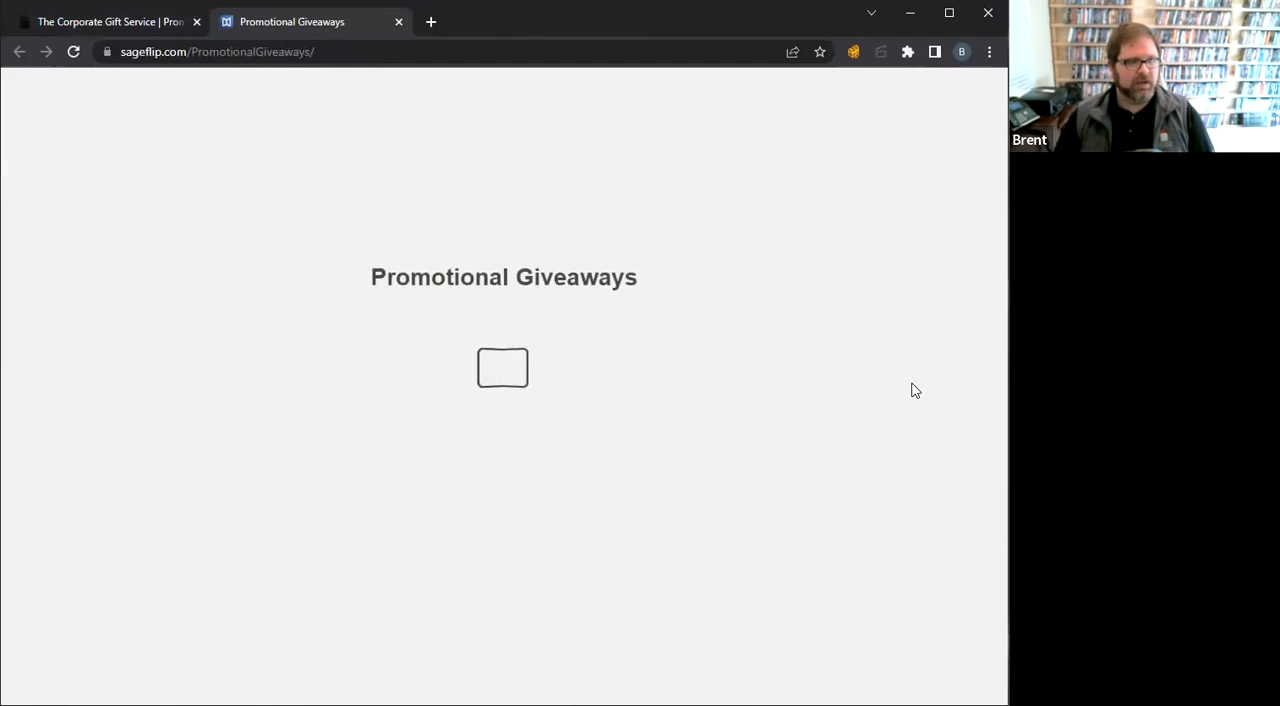 The Corporate Gift Service | Pron
Promotional Giveaways
sageflip.com/PromotionalGiveaways/
B
Brent
Promotional Giveaways